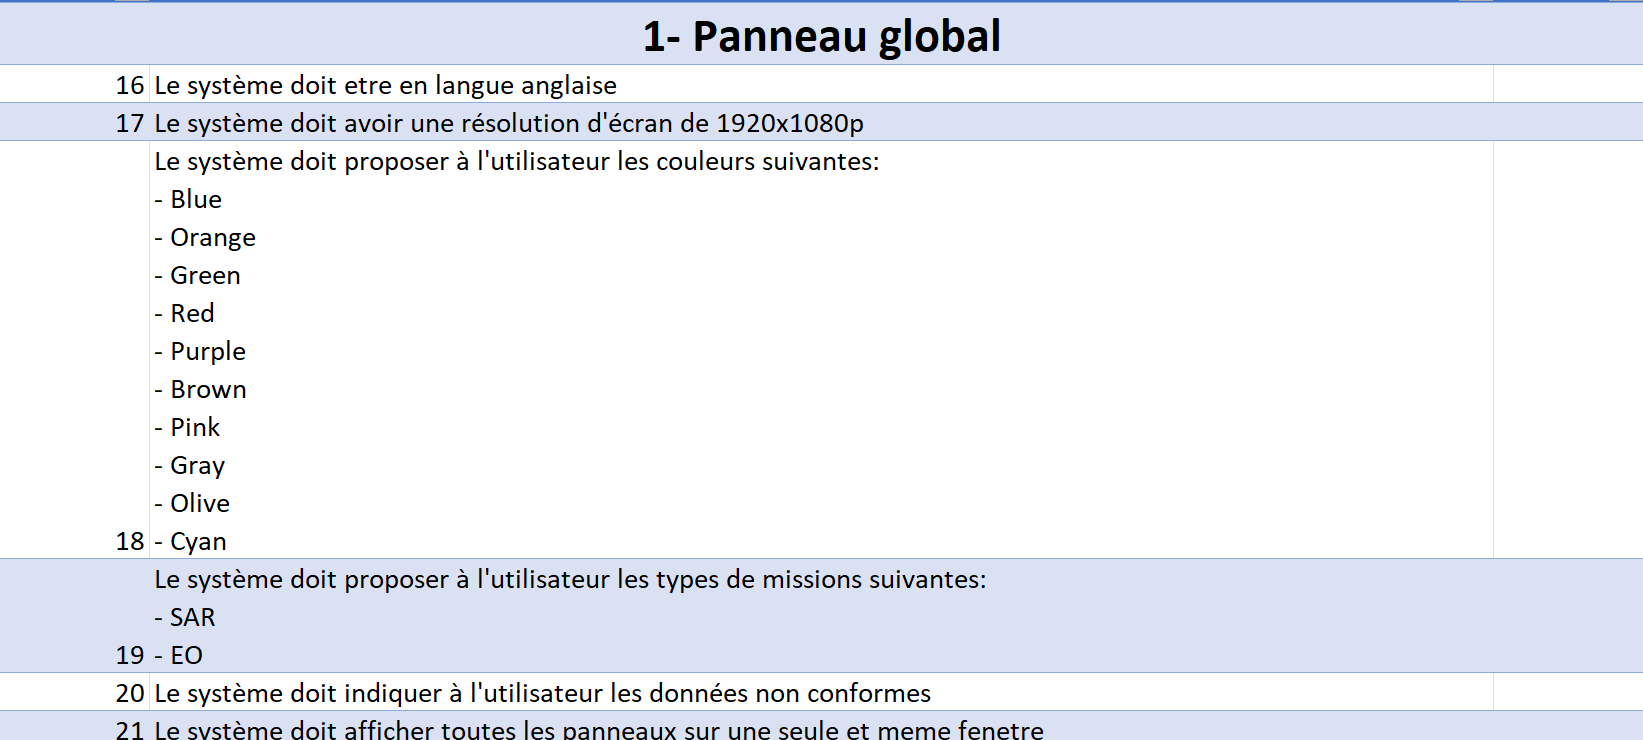 1- Panneau global
16 Le système doit etre en langue anglaise
17 Le système doit avoir une résolution d'écran de 1920x1080p
Le système doit proposer à l'utilisateur les couleurs suivantes:
- Blue
- Orange
- Green
- Red
- Purple
- Brown
- Pink
- Gray
- Olive
18 - Cyan
Le système doit proposer à l'utilisateur les types de missions suivantes:
- SAR
19 - EO
20 Le système doit indiquer à l'utilisateur les données non conformes
21 Le système doit afficher toutes les panneaux sur une seule et meme fenetre